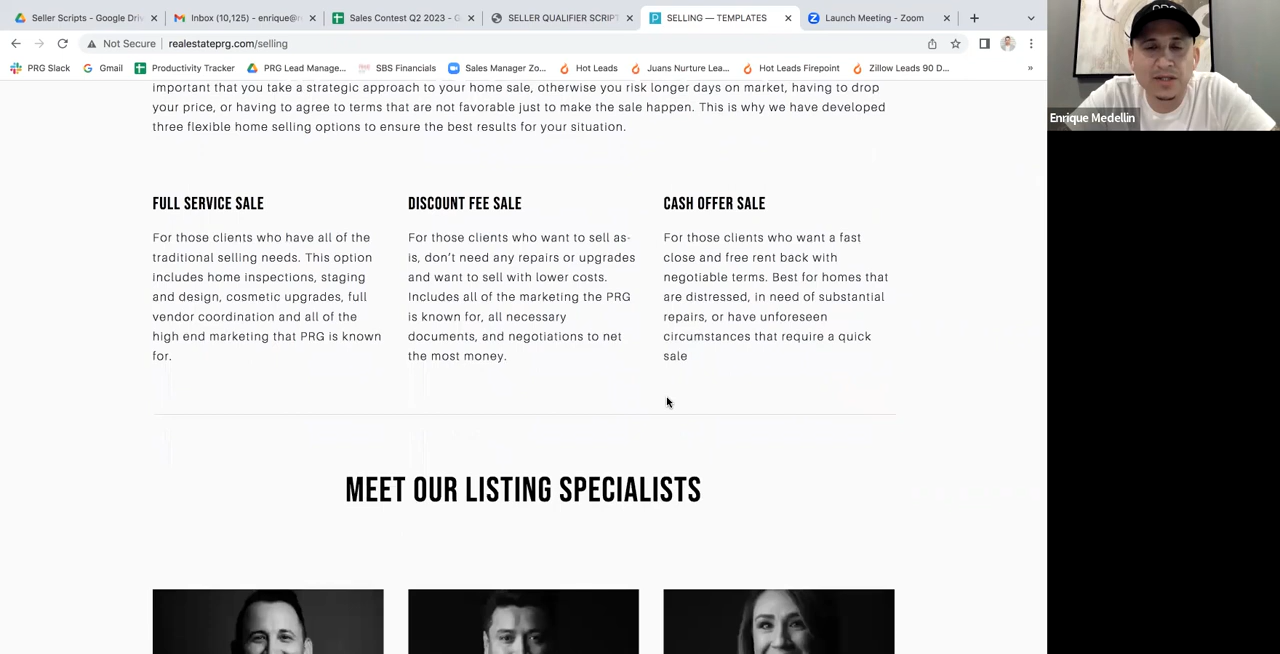 Seller Scripts - Google Driv
Inbox (10,125) - enrique@r
Sales Contest Q2 2023 - G
SELLER QUALIFIER SCRIPT
SELLING — TEMPLATES
Launch Meeting - Zoom
Not Secure | realestateprg.com/selling
PRG Slack
Gmail
Productivity Tracker
PRG Lead Manage...
SBS Financials
Sales Manager Zo...
Hot Leads
Juans Nurture Lea...
Hot Leads Firepoint
Zillow Leads 90 D...
»
Enrique Medellin
important that you take a strategic approach to your home sale, otherwise you risk longer days on market, having to drop
your price, or having to agree to terms that are not favorable just to make the sale happen. This is why we have developed
three flexible home selling options to ensure the best results for your situation.
FULL SERVICE SALE
For those clients who have all of the
traditional selling needs. This option
includes home inspections, staging
and design, cosmetic upgrades, full
vendor coordination and all of the
high end marketing that PRG is known
for.
DISCOUNT FEE SALE
For those clients who want to sell as-
is, don’t need any repairs or upgrades
and want to sell with lower costs.
Includes all of the marketing the PRG
is known for, all necessary
documents, and negotiations to net
the most money.
CASH OFFER SALE
For those clients who want a fast
close and free rent back with
negotiable terms. Best for homes that
are distressed, in need of substantial
repairs, or have unforeseen
circumstances that require a quick
sale
MEET OUR LISTING SPECIALISTS